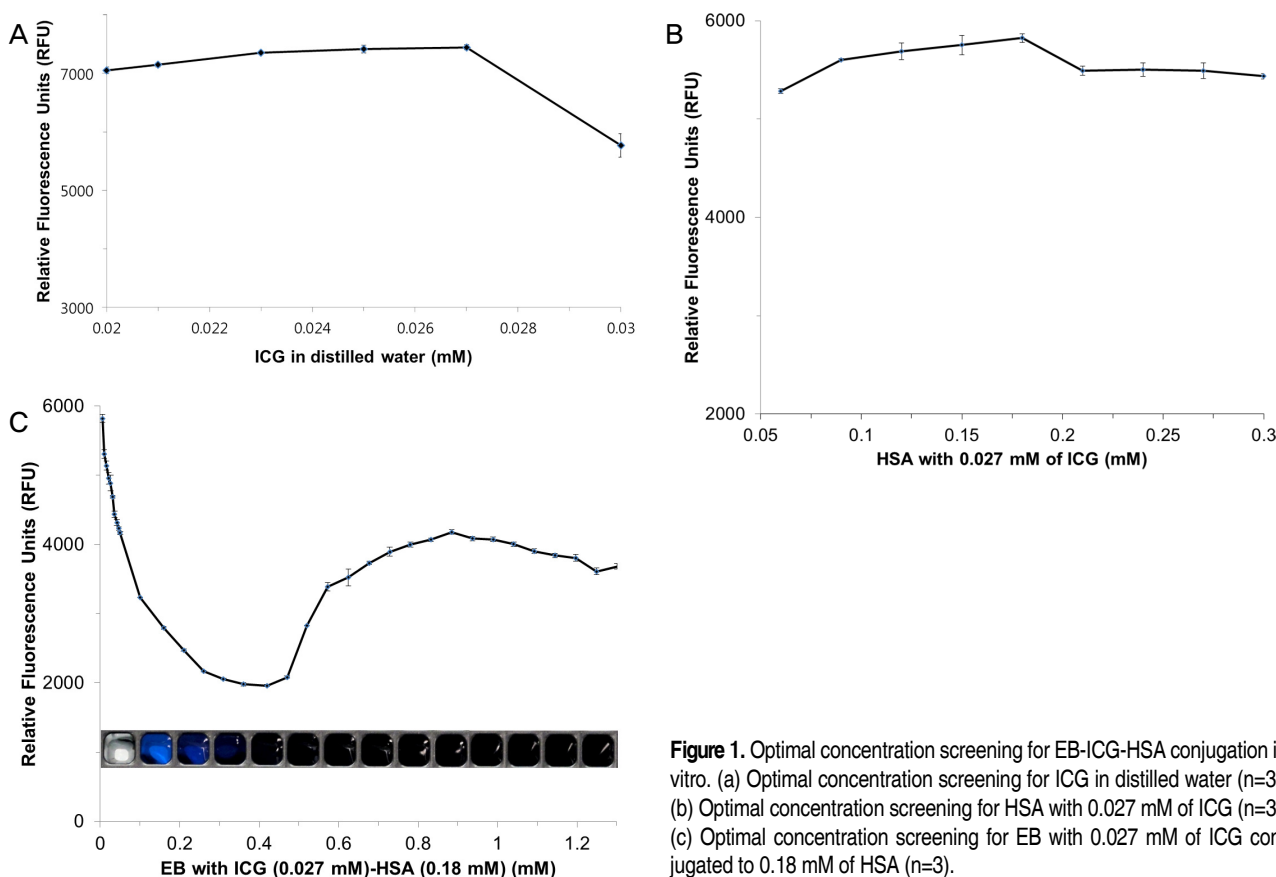 A
Relative Fluorescence Units (RFU)
7000
5000
3000
0.02 0.022 0.024 0.026 0.028 0.03
ICG in distilled water (mM)
B
Relative Fluorescence Units (RFU)
6000
4000
2000
0.05 0.1 0.15 0.2 0.25 0.3
HSA with 0.027 mM of ICG (mM)
C
Relative Fluorescence Units (RFU)
6000
4000
2000
0
0 0.2 0.4 0.6 0.8 1 1.2
EB with ICG (0.027 mM)-HSA (0.18 mM) (mM)
Figure 1. Optimal concentration screening for EB-ICG-HSA conjugation i
vitro. (a) Optimal concentration screening for ICG in distilled water (n=3
(b) Optimal concentration screening for HSA with 0.027 mM of ICG (n=3
(c) Optimal concentration screening for EB with 0.027 mM of ICG con
jugated to 0.18 mM of HSA (n=3).